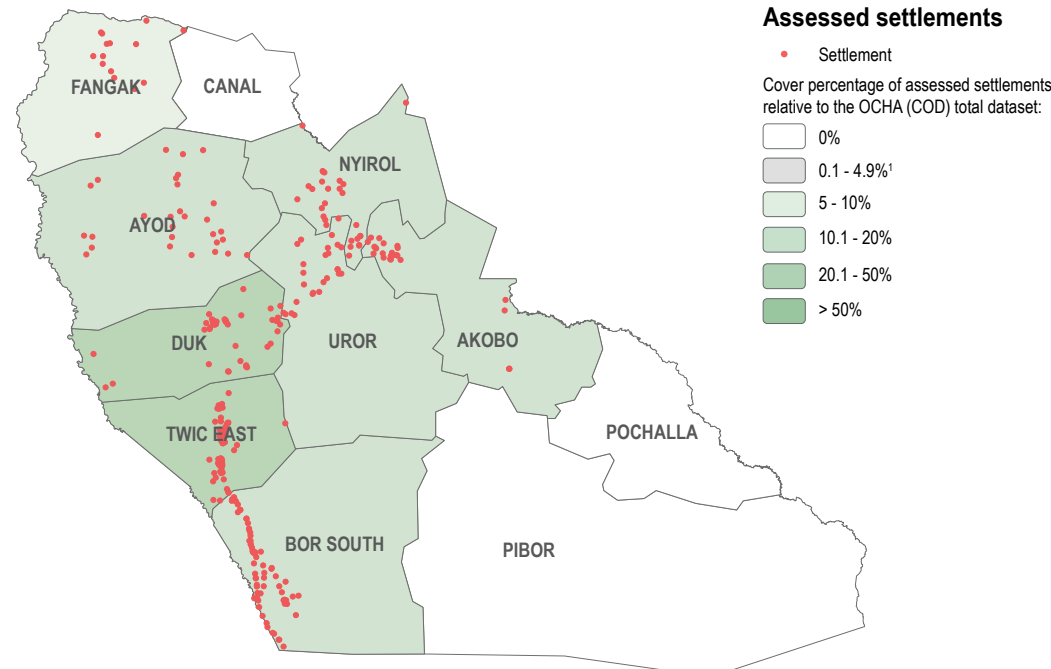 Assessed settlements
Settlement
Cover percentage of assessed settlements
relative to the OCHA (COD) total dataset:
0%
0.1 - 4.9%¹
5 - 10%
10.1 - 20%
20.1 - 50%
> 50%
FANGAK
CANAL
NYIROL
AYOD
DUK
UROR
AKOBO
TWIC EAST
POCHALLA
BOR SOUTH
PIBOR